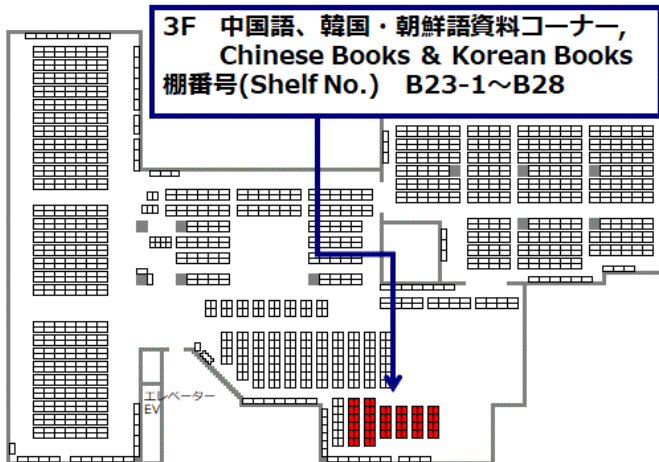 3F　中国語、韓国・朝鮮語資料コーナー,
Chinese Books & Korean Books
棚番号(Shelf No.)　B23-1～B28
エレベーター
EV